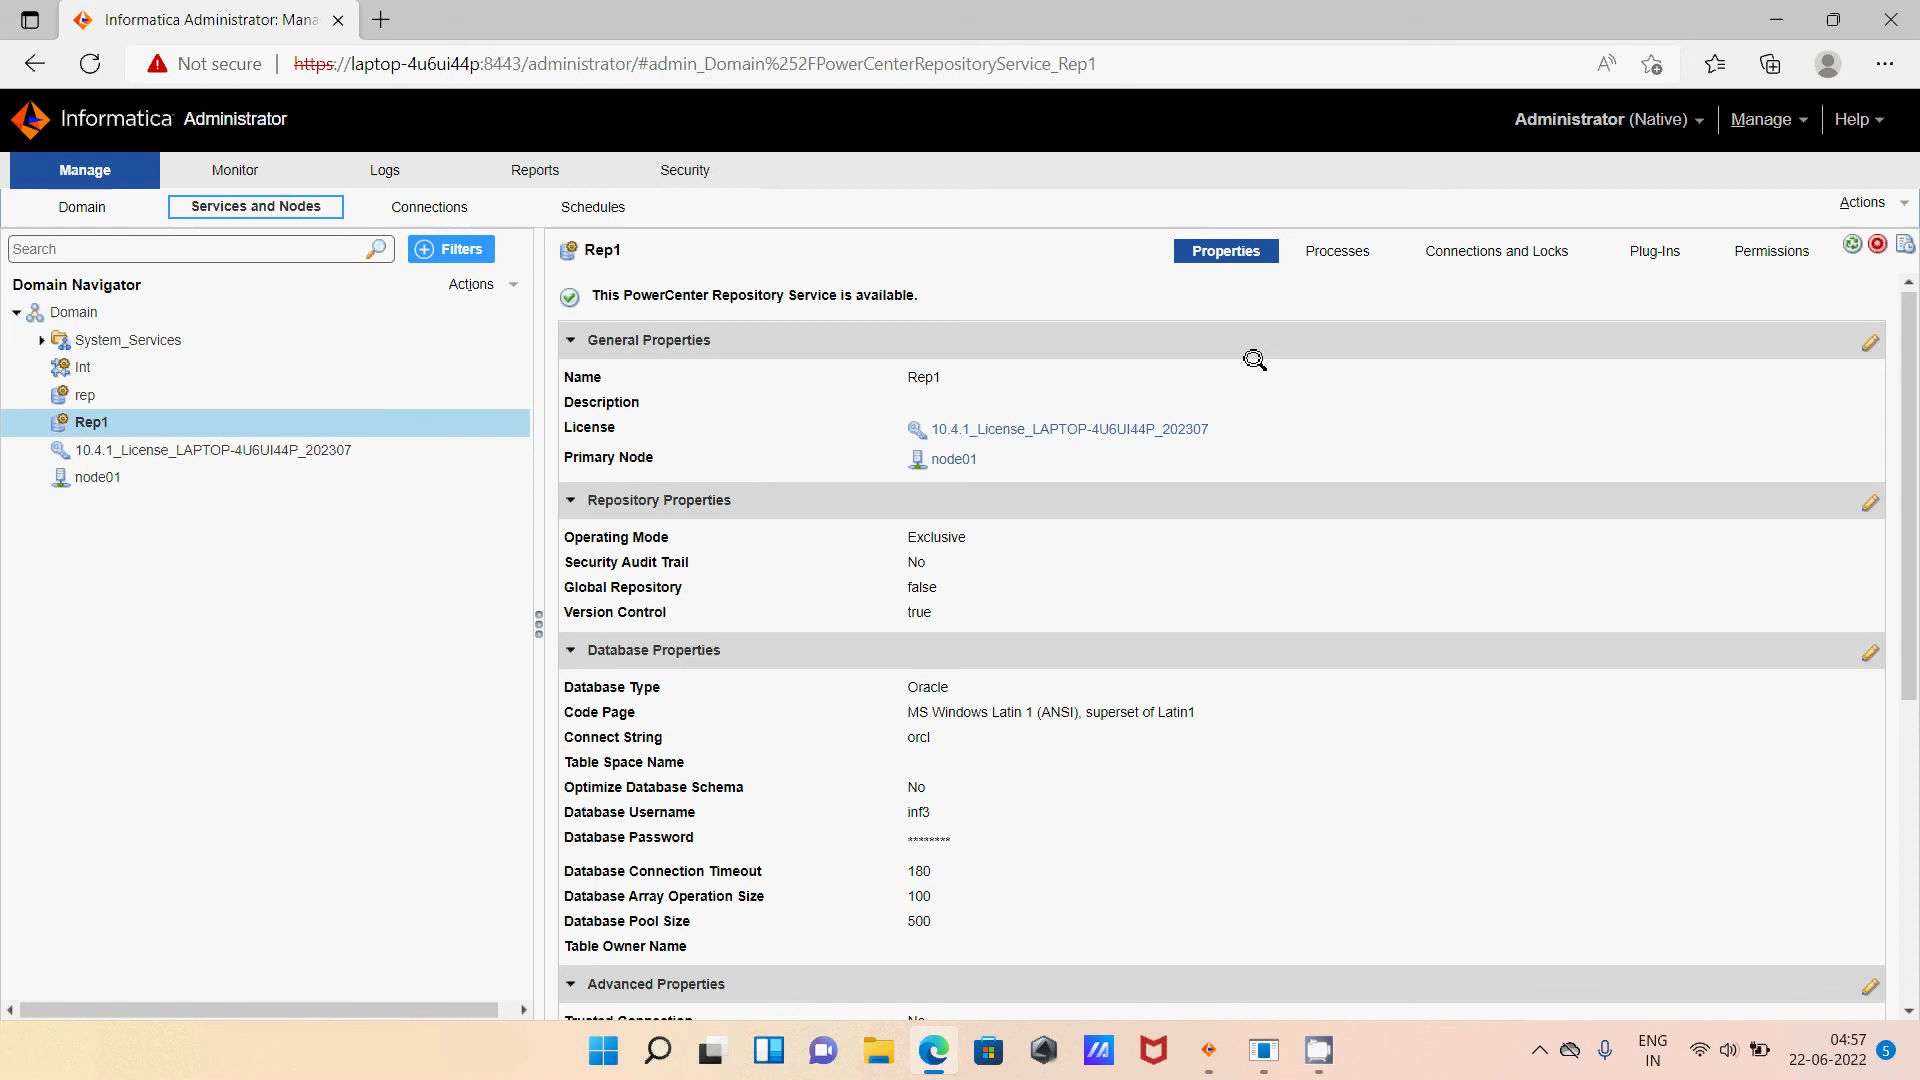 Informatica Administrator: Mana
Not secure
https://laptop-4u6ui44p:8443/administrator/#admin_Domain%252FPowerCenterRepositoryService_Rep1
Informatica Administrator
Administrator (Native)
Manage
Help
Manage
Monitor
Logs
Reports
Security
Domain
Services and Nodes
Connections
Schedules
Actions
Search
Filters
Domain Navigator
Actions
Domain
System_Services
Int
rep
Rep1
10.4.1_License_LAPTOP-4U6UI44P_202307
node01
Rep1
Properties
Processes
Connections and Locks
Plug-Ins
Permissions
This PowerCenter Repository Service is available.
General Properties
Name Rep1
Description
License 10.4.1_License_LAPTOP-4U6UI44P_202307
Primary Node node01
Repository Properties
Operating Mode Exclusive
Security Audit Trail No
Global Repository false
Version Control true
Database Properties
Database Type Oracle
Code Page MS Windows Latin 1 (ANSI), superset of Latin1
Connect String orcl
Table Space Name
Optimize Database Schema No
Database Username inf3
Database Password ********
Database Connection Timeout 180
Database Array Operation Size 100
Database Pool Size 500
Table Owner Name
Advanced Properties
Trusted Connection No
ENG
IN
04:57
22-06-2022
5